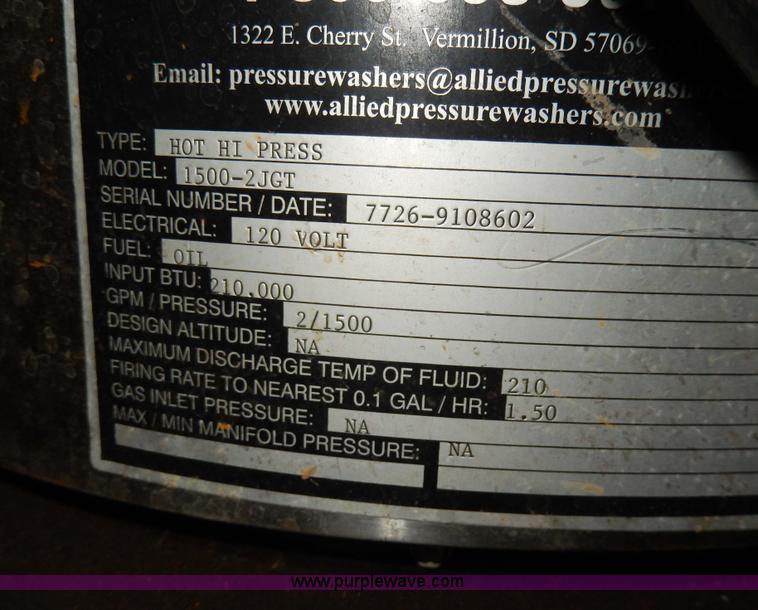 1322 E. Cherry St. Vermillion, SD 57069
Email: pressurewashers@alliedpressurewas
www.alliedpressurewashers.com
TYPE: HOT HI PRESS
MODEL: 1500-2JGT
SERIAL NUMBER / DATE: 7726-9108602
ELECTRICAL: 120 VOLT
FUEL: OIL
INPUT BTU: 210,000
GPM / PRESSURE: 2/1500
DESIGN ALTITUDE: NA
MAXIMUM DISCHARGE TEMP OF FLUID: 210
FIRING RATE TO NEAREST 0.1 GAL / HR: 1.50
GAS INLET PRESSURE: NA
MAX / MIN MANIFOLD PRESSURE: NA
www.purplewave.com